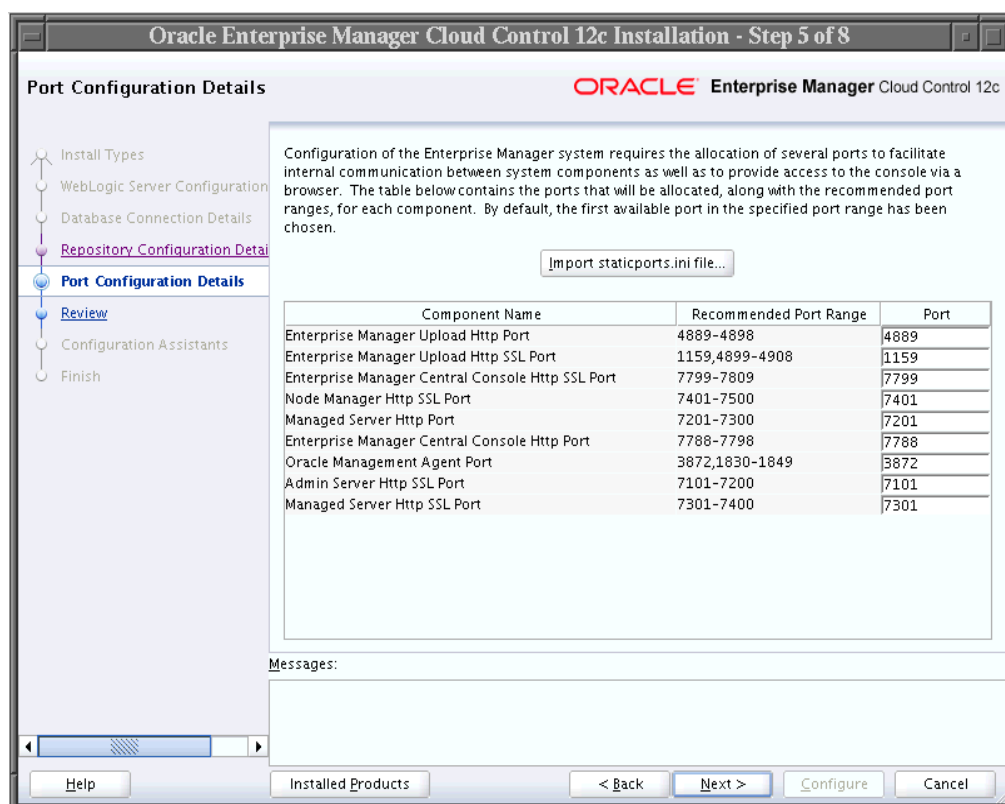 Oracle Enterprise Manager Cloud Control 12c Installation - Step 5 of 8
Port Configuration Details
ORACLE Enterprise Manager Cloud Control 12c
Install Types
WebLogic Server Configuration
Database Connection Details
Repository Configuration Detai
Port Configuration Details
Review
Configuration Assistants
Finish
Configuration of the Enterprise Manager system requires the allocation of several ports to facilitate
internal communication between system components as well as to provide access to the console via a
browser. The table below contains the ports that will be allocated, along with the recommended port
ranges, for each component. By default, the first available port in the specified port range has been
chosen.
Import staticports.ini file...
Component Name Recommended Port Range Port
Enterprise Manager Upload Http Port 4889-4898 4889
Enterprise Manager Upload Http SSL Port 1159,4899-4908 1159
Enterprise Manager Central Console Http SSL Port 7799-7809 7799
Node Manager Http SSL Port 7401-7500 7401
Managed Server Http Port 7201-7300 7201
Enterprise Manager Central Console Http Port 7788-7798 7788
Oracle Management Agent Port 3872,1830-1849 3872
Admin Server Http SSL Port 7101-7200 7101
Managed Server Http SSL Port 7301-7400 7301
Messages:
Help Installed Products < Back Next > Configure Cancel